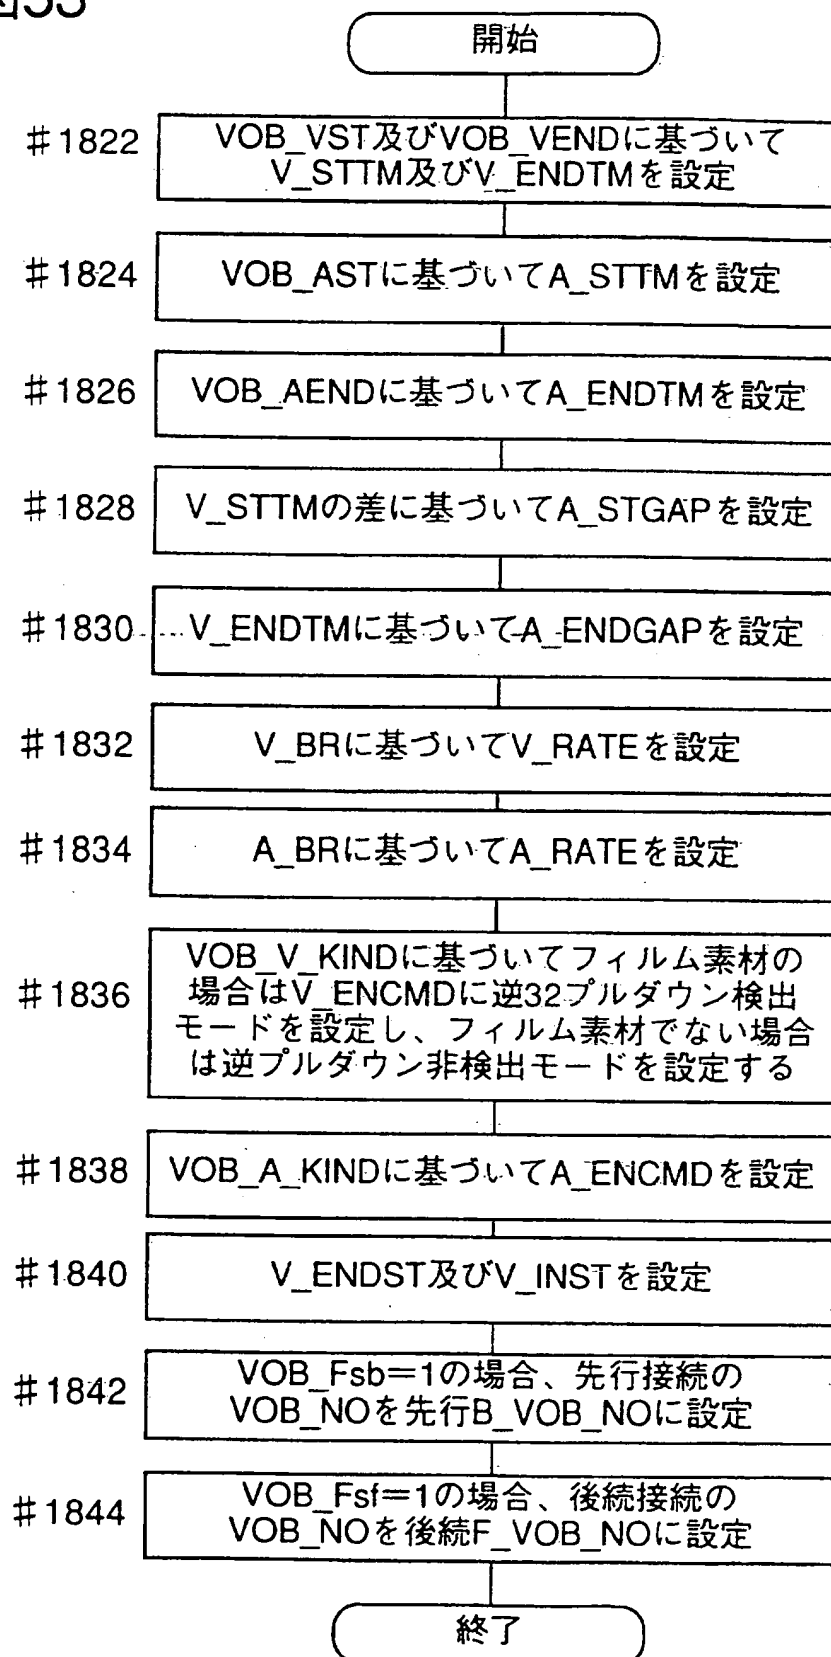 図53
開始
#1822
VOB_VST及びVOB_VENDに基づいて
V_STTM及びV_ENDTMを設定
#1824
VOB_ASTに基づいてA_STTMを設定
#1826
VOB_AENDに基づいてA_ENDTMを設定
#1828
V_STTMの差に基づいてA_STGAPを設定
#1830
V_ENDTMに基づいてA_ENDGAPを設定
#1832
V_BRに基づいてV_RATEを設定
#1834
A_BRに基づいてA_RATEを設定
#1836
VOB_V_KINDに基づいてフィルム素材の
場合はV_ENCMDに逆32プルダウン検出
モードを設定し、フィルム素材でない場合
は逆プルダウン非検出モードを設定する
#1838
VOB_A_KINDに基づいてA_ENCMDを設定
#1840
V_ENDST及びV_INSTを設定
#1842
VOB_Fsb=1の場合、先行接続の
VOB_NOを先行B_VOB_NOに設定
#1844
VOB_Fsf=1の場合、後続接続の
VOB_NOを後続F_VOB_NOに設定
終了